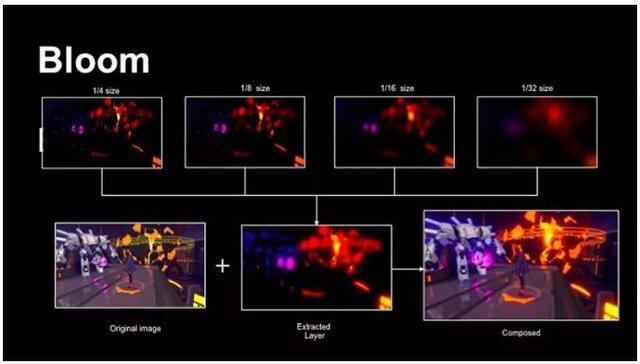 Bloom
1/4 size
1/8 size
1/16 size
1/32 size
+
Original image
Extracted
Layer
Composed